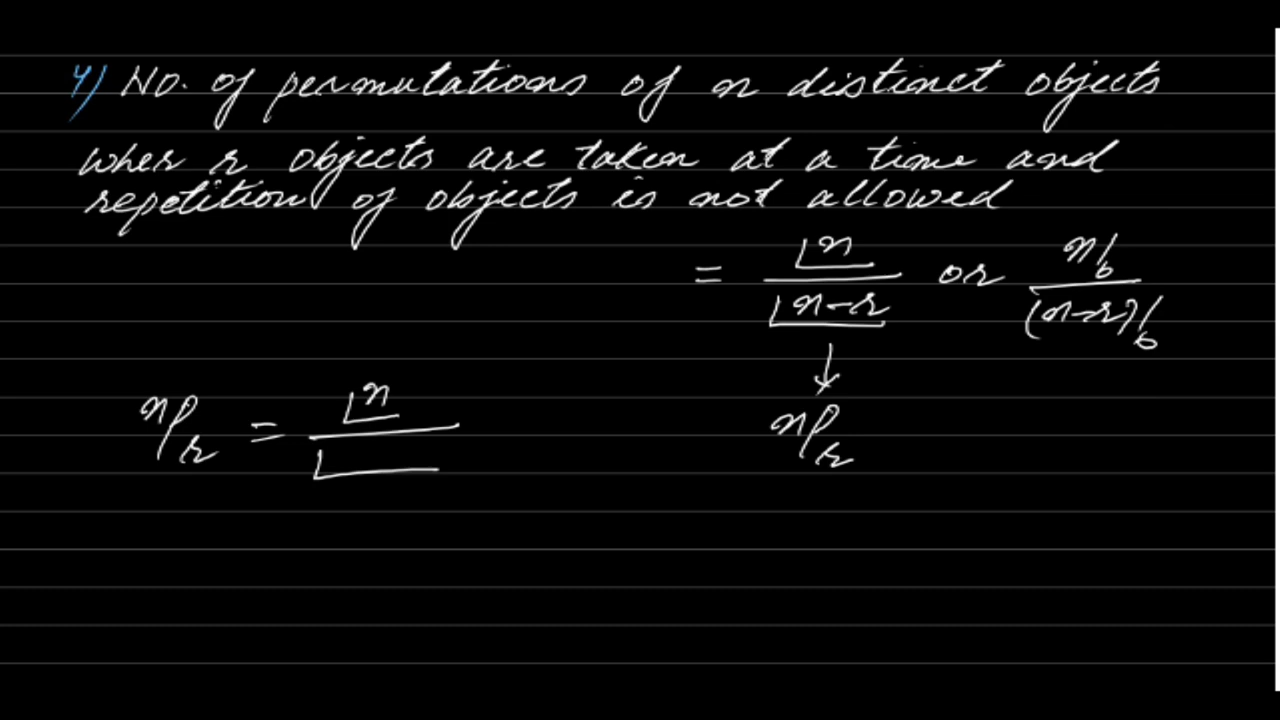 4) No. of permutations of n distinct objects
wher r objects are taken at a time and
repetition of objects is not allowed
= ⌊n / ⌊n-r or n! / (n-r)!
↓
nPr = ⌊n / ⌊ nPr